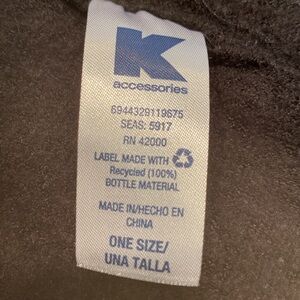 K
accessories
6944329119675
SEAS: 5917
RN 42000
LABEL MADE WITH
Recycled (100%)
BOTTLE MATERIAL
MADE IN/HECHO EN
CHINA
ONE SIZE/
UNA TALLA